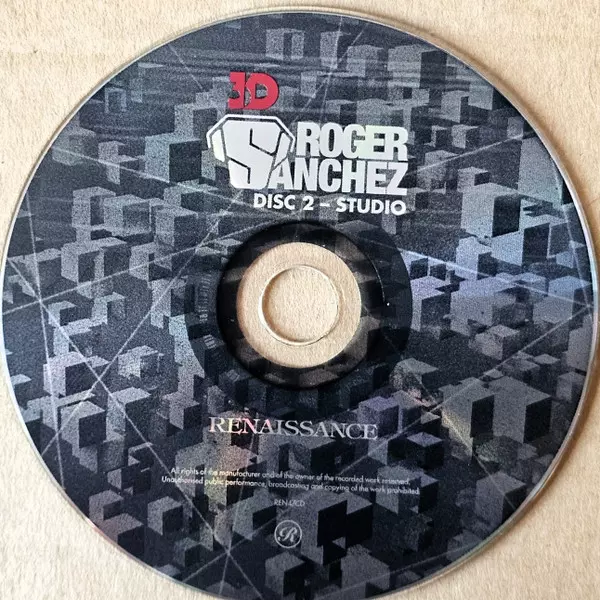 3D
ROGER
SANCHEZ
DISC 2 – STUDIO
RENAISSANCE
All rights of the manufacturer and of the owner of the recorded work reserved.
Unauthorised public performance, broadcasting and copying of the work prohibited.
R